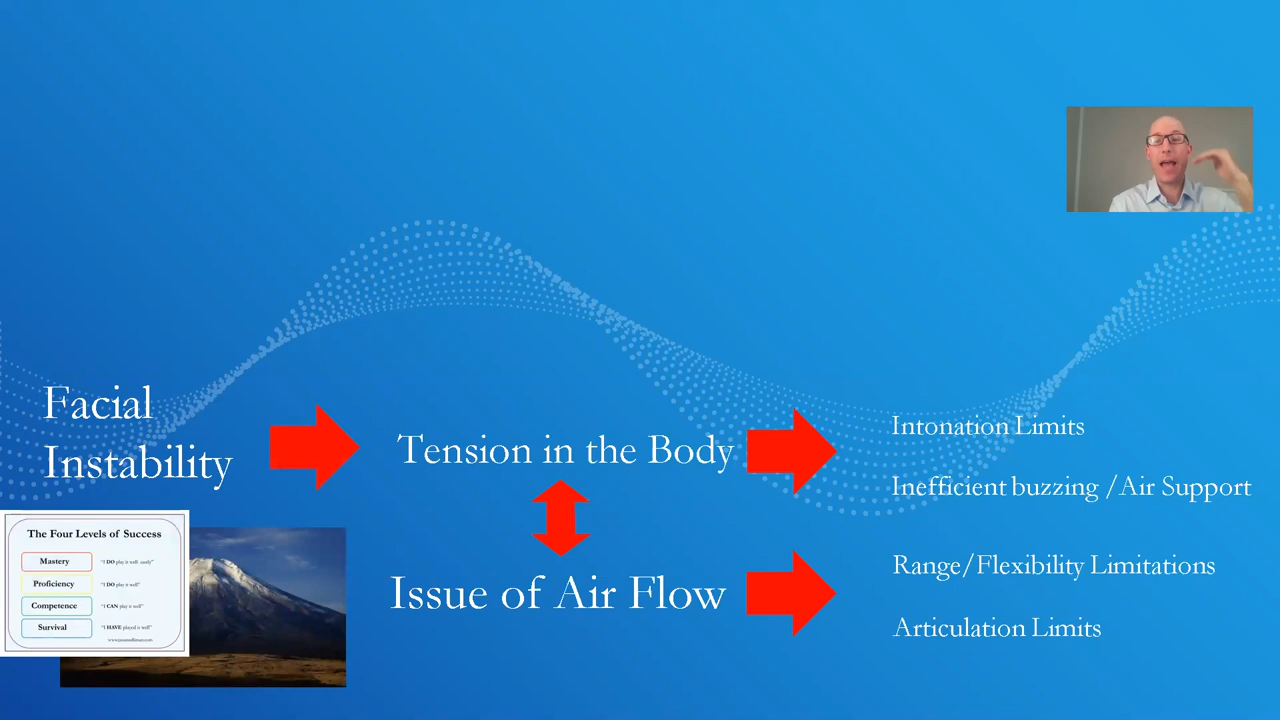 Facial
Instability
Tension in the Body
Issue of Air Flow
Intonation Limits
Inefficient buzzing /Air Support
Range/Flexibility Limitations
Articulation Limits
The Four Levels of Success
Mastery "I DO play it well easily"
Proficiency "I DO play it well"
Competence "I CAN play it well"
Survival "I HAVE played it well"